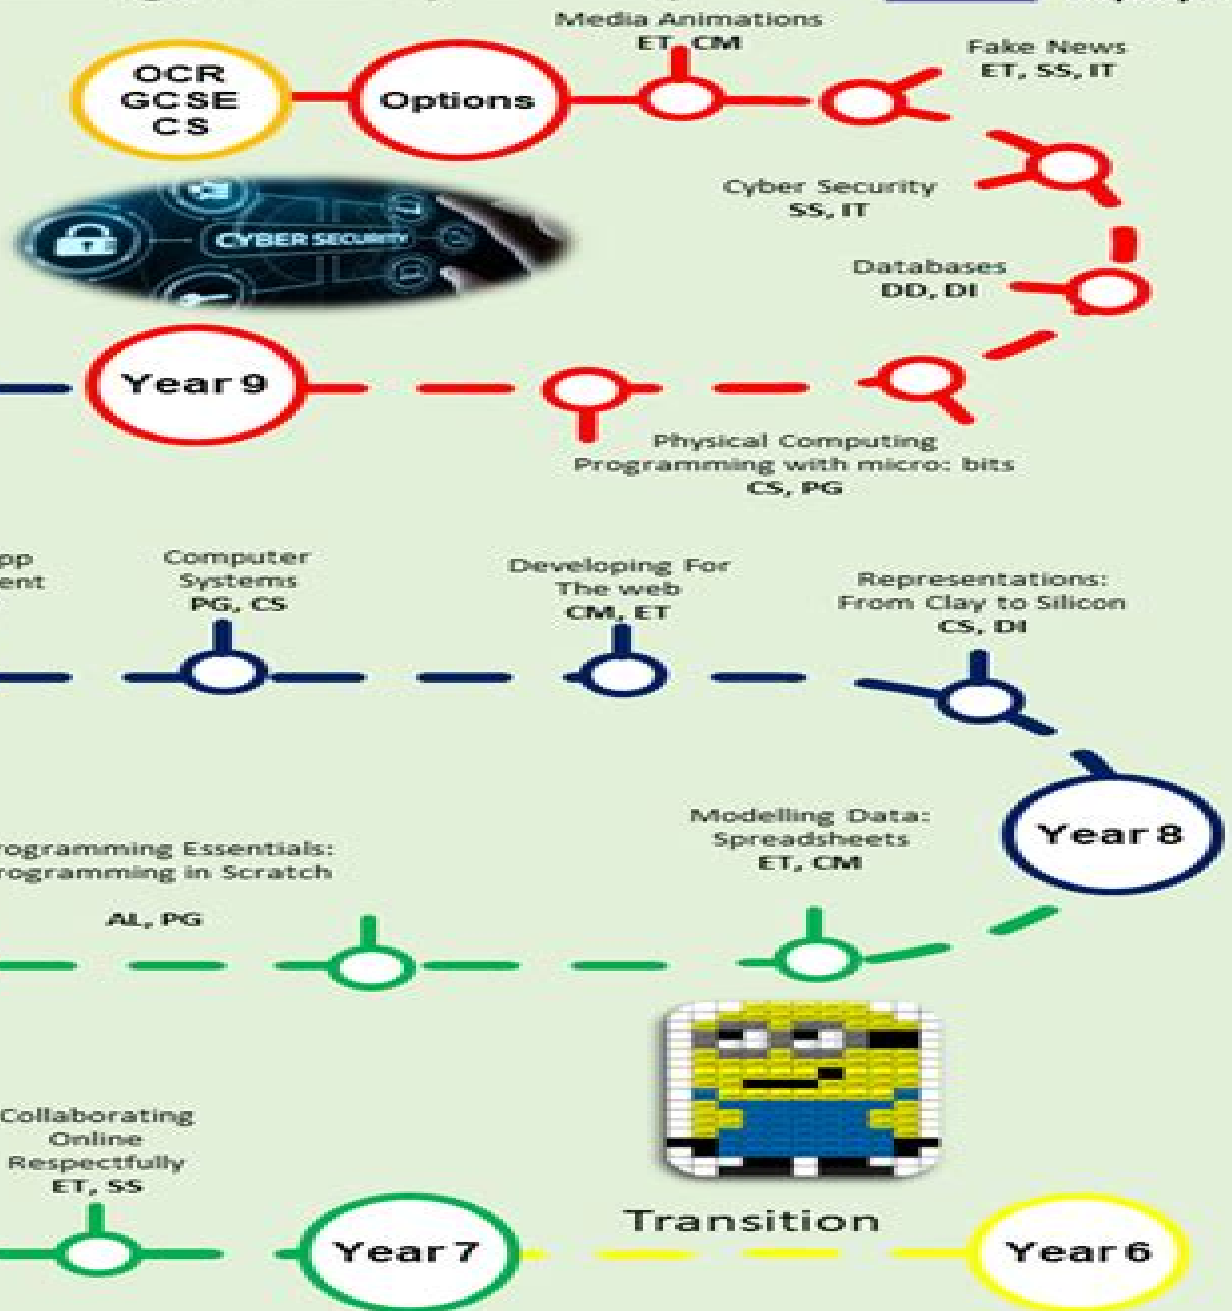 Media Animations
ET, CM
Fake News
ET, SS, IT
OCR
GCSE
CS
Options
Cyber Security
SS, IT
CYBER SECURITY
Databases
DD, DI
Year 9
Physical Computing
Programming with micro: bits
CS, PG
Computer
Systems
PG, CS
Developing For
The web
CM, ET
Representations:
From Clay to Silicon
CS, DI
Year 8
Modelling Data:
Spreadsheets
ET, CM
Essentials:
in Scratch
AL, PG
Collaborating
Online
Respectfully
ET, SS
Transition
Year 7
Year 6